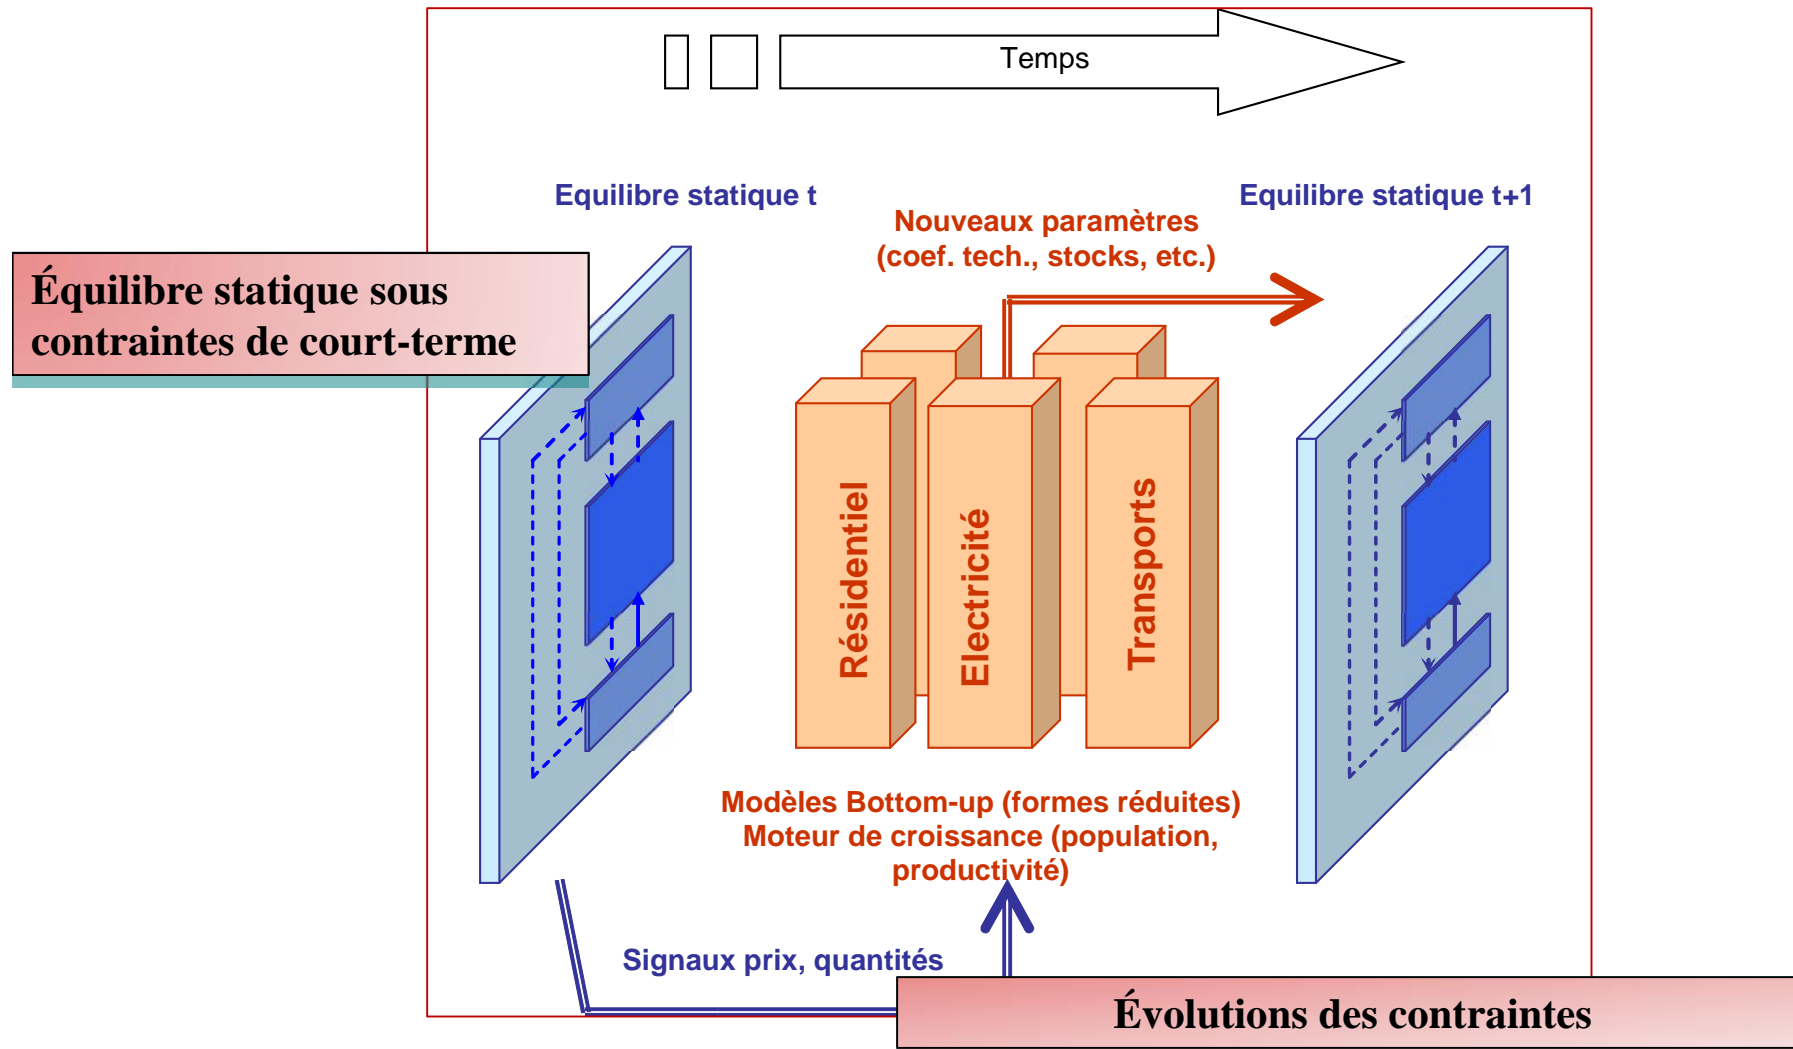 Temps
Equilibre statique t
Equilibre statique t+1
Nouveaux paramètres
(coef. tech., stocks, etc.)
Équilibre statique sous
contraintes de court-terme
Résidentiel
Electricité
Transports
Modèles Bottom-up (formes réduites)
Moteur de croissance (population,
productivité)
Signaux prix, quantités
Évolutions des contraintes